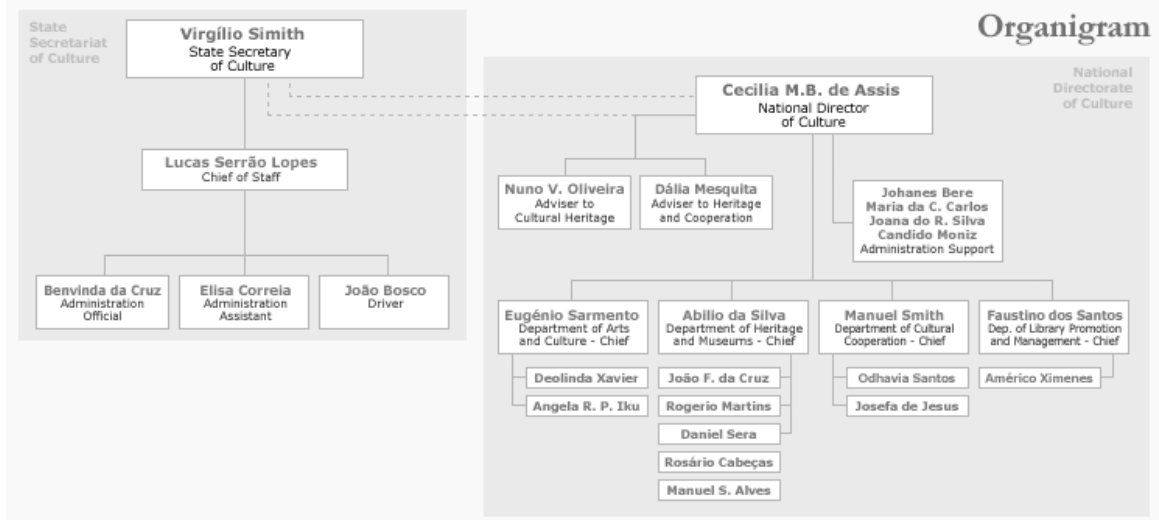 State
Secretariat
of Culture
Virgílio Simith
State Secretary
of Culture
Organigram
National
Directorate
of Culture
Cecilia M.B. de Assis
National Director
of Culture
Lucas Serrão Lopes
Chief of Staff
Nuno V. Oliveira
Adviser to
Cultural Heritage
Dália Mesquita
Adviser to Heritage
and Cooperation
Johanes Bere
Maria da C. Carlos
Joana do R. Silva
Candido Moniz
Administration Support
Benvinda da Cruz
Administration
Official
Elisa Correia
Administration
Assistant
João Bosco
Driver
Eugénio Sarmento
Department of Arts
and Culture - Chief
Deolinda Xavier
Angela R. P. Iku
Abilio da Silva
Department of Heritage
and Museums - Chief
João F. da Cruz
Rogerio Martins
Daniel Sera
Rosário Cabeças
Manuel S. Alves
Manuel Smith
Department of Cultural
Cooperation - Chief
Odhavia Santos
Josefa de Jesus
Faustino dos Santos
Dep. of Library Promotion
and Management - Chief
Américo Ximenes